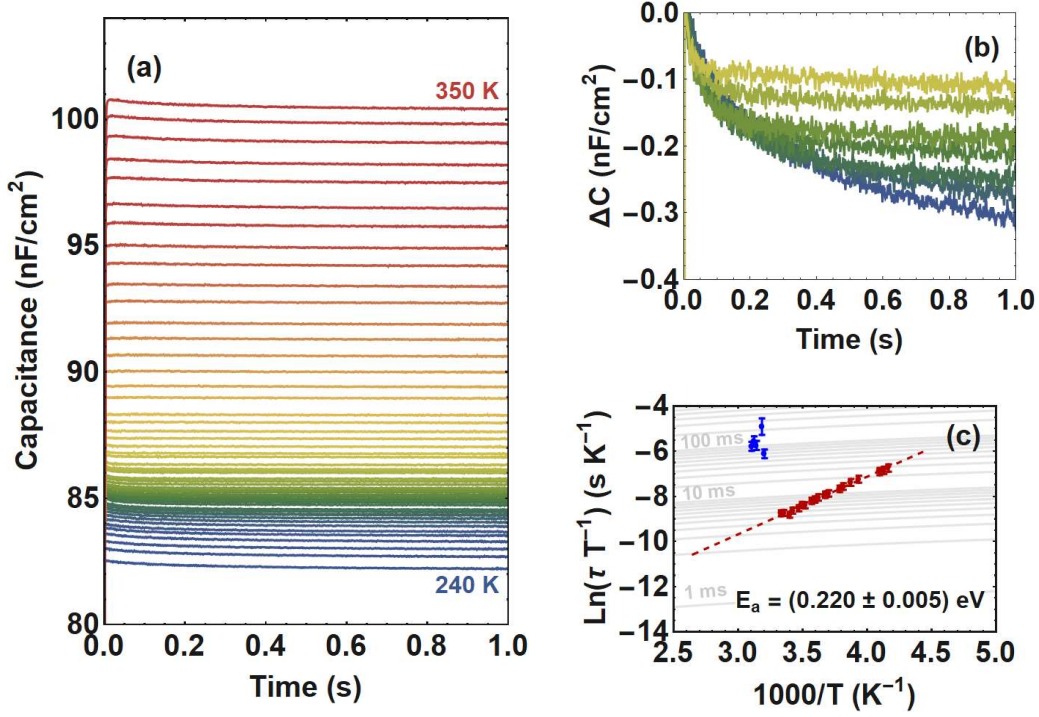 (a)
350 K
240 K
Capacitance (nF/cm²)
100
95
90
85
80
0.0 0.2 0.4 0.6 0.8 1.0
Time (s)
(b)
ΔC (nF/cm²)
0.0
−0.1
−0.2
−0.3
−0.4
0.0 0.2 0.4 0.6 0.8 1.0
Time (s)
(c)
Ln(τ T⁻¹) (s K⁻¹)
−4
−6
−8
−10
−12
−14
100 ms
10 ms
1 ms
Eₐ = (0.220 ± 0.005) eV
2.5 3.0 3.5 4.0 4.5 5.0
1000/T (K⁻¹)